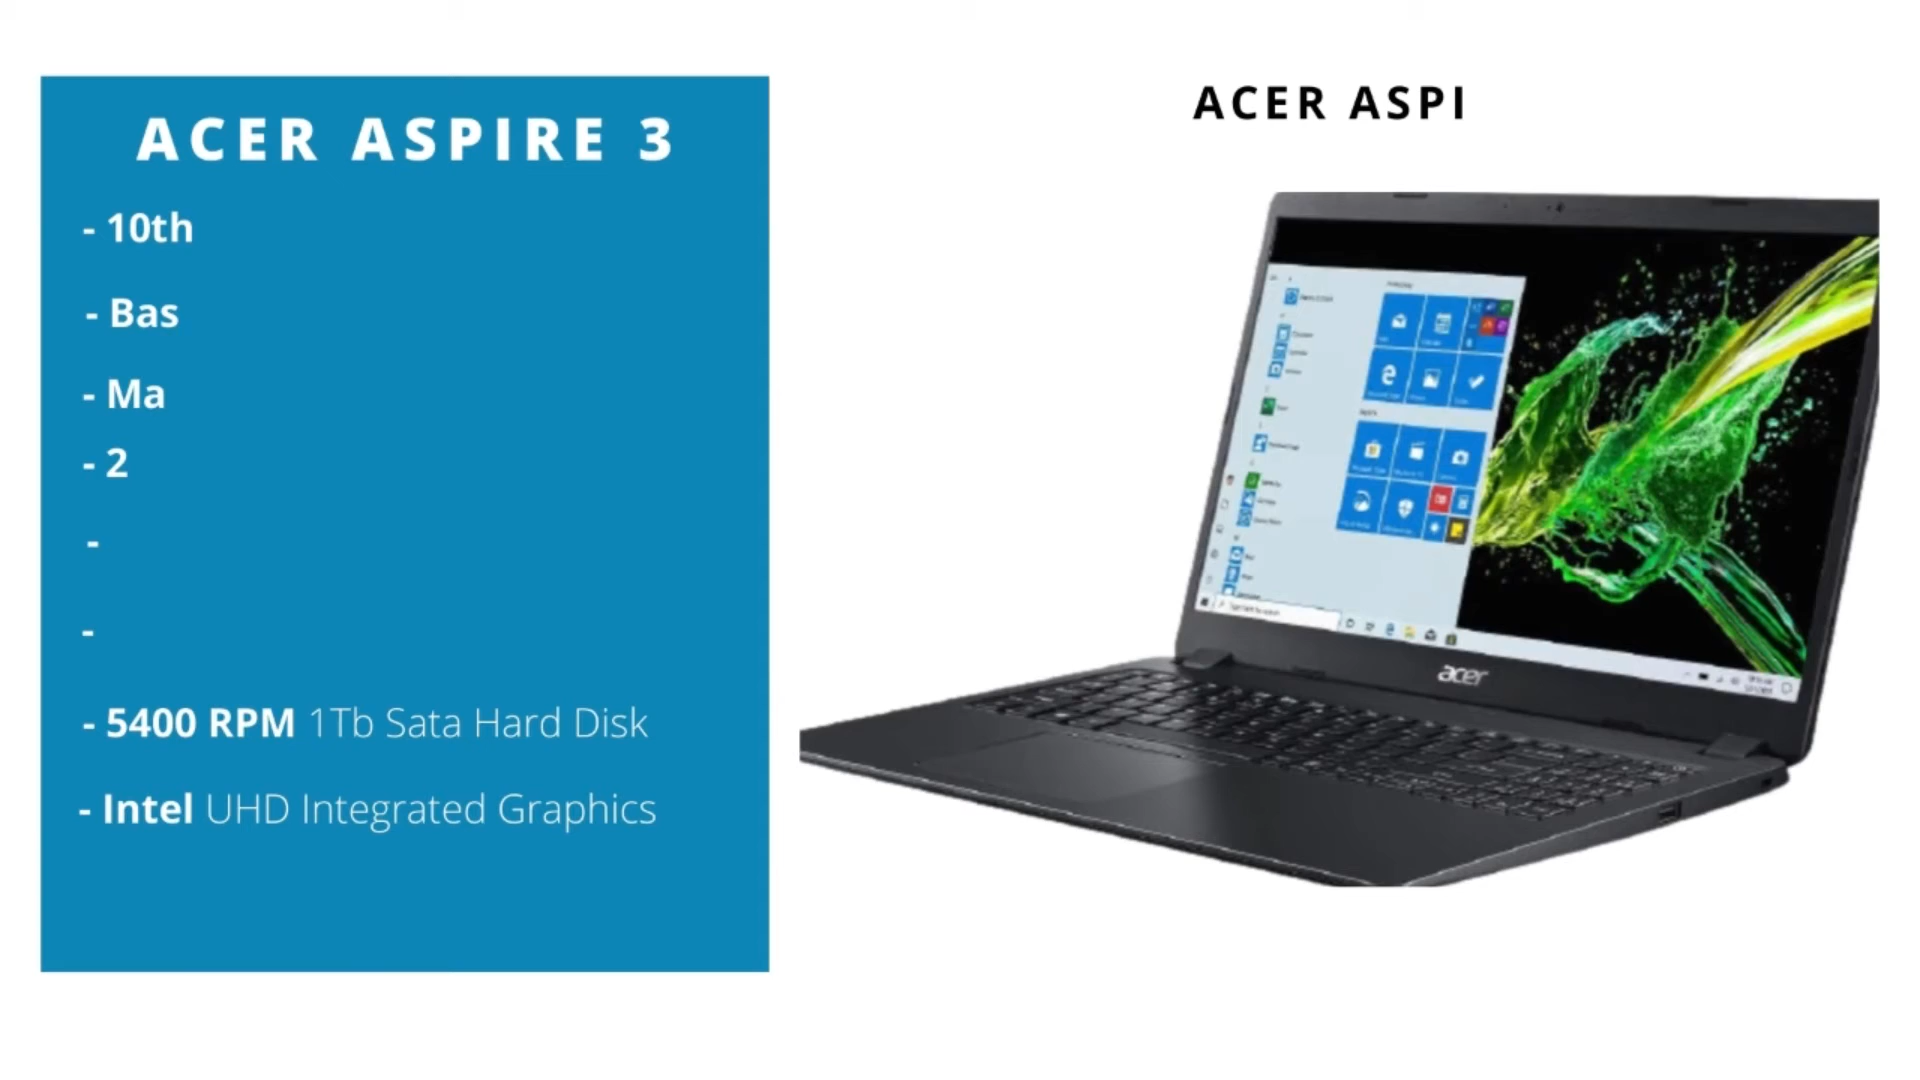 ACER ASPIRE 3
- 10th
- Bas
- Ma
- 2
-
-
- 5400 RPM 1Tb Sata Hard Disk
- Intel UHD Integrated Graphics
ACER ASPI
acer